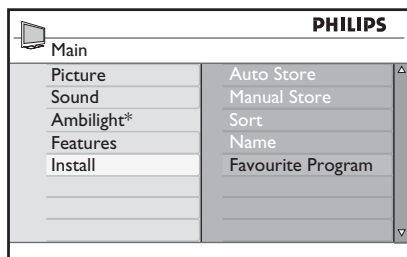 PHILIPS
Main
Picture
Sound
Ambilight*
Features
Install
Auto Store
Manual Store
Sort
Name
Favourite Program